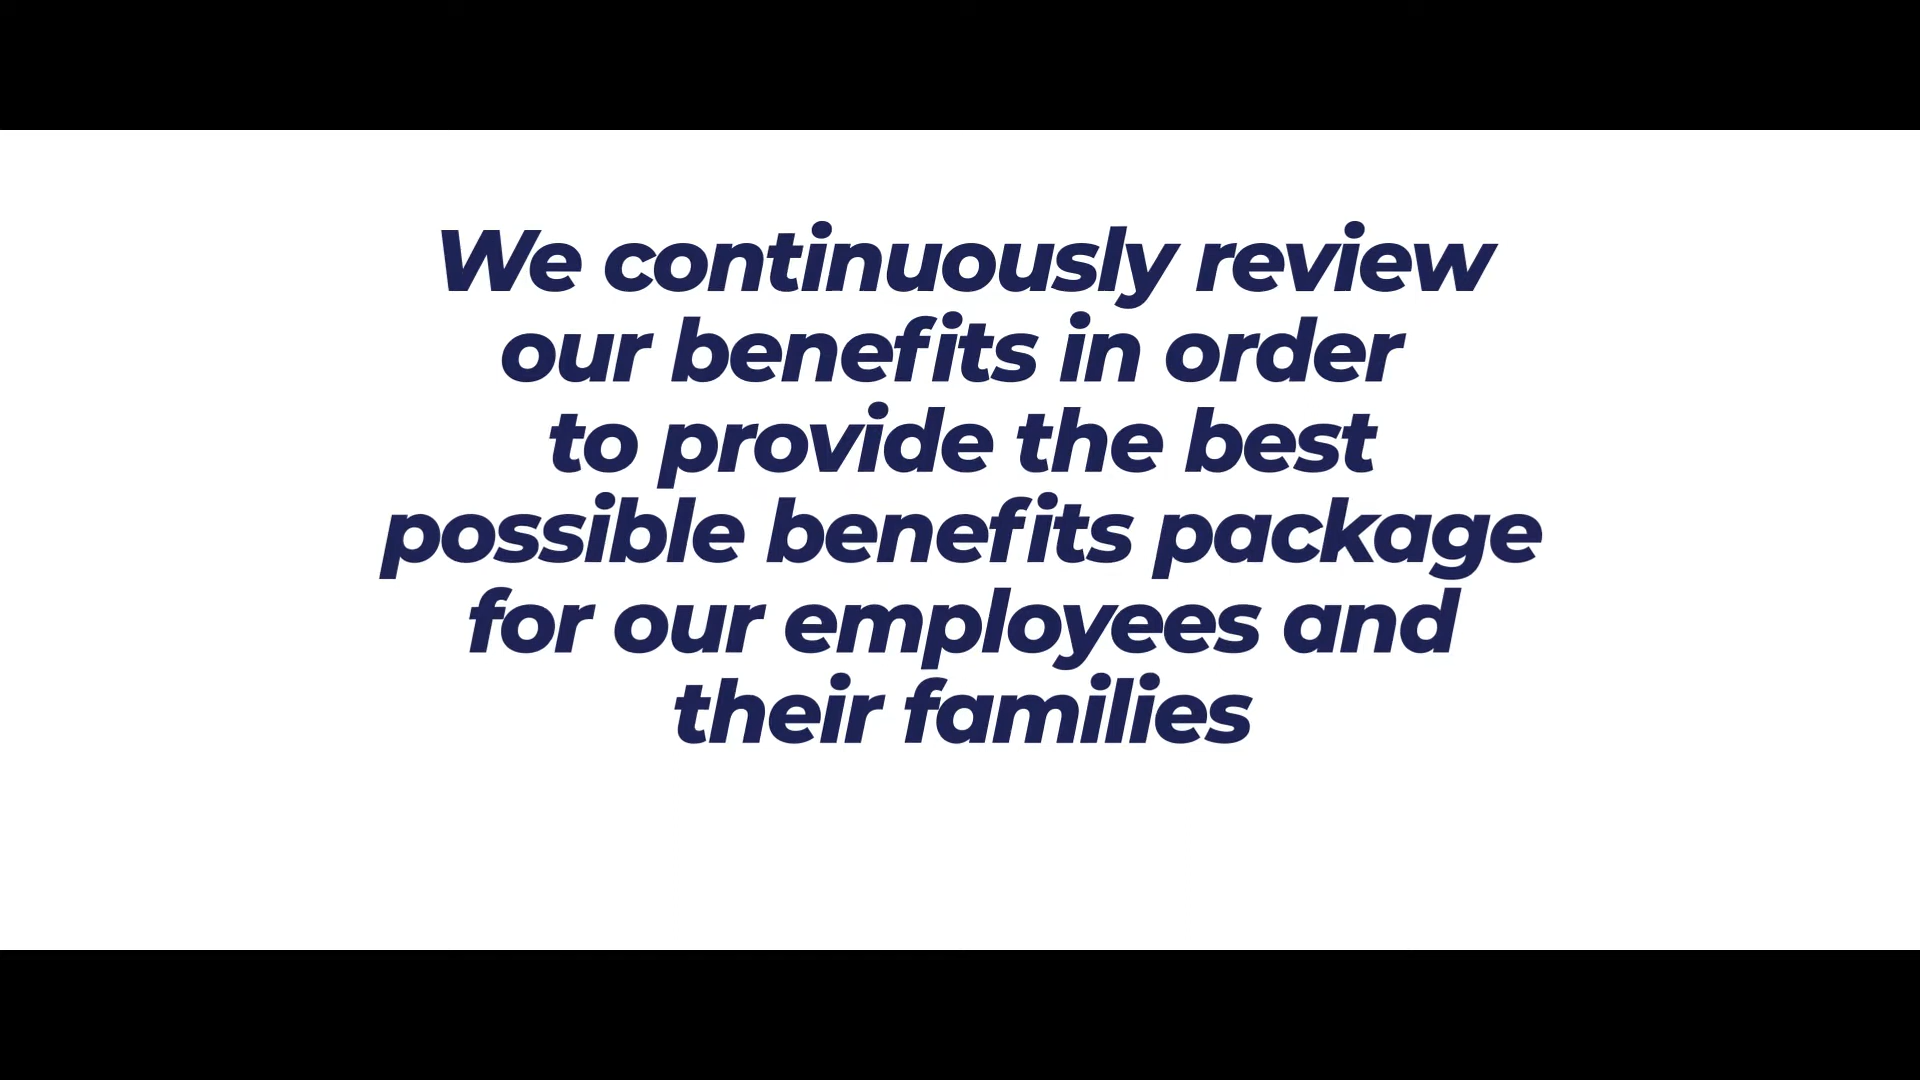 We continuously review
our benefits in order
to provide the best
possible benefits package
for our employees and
their families